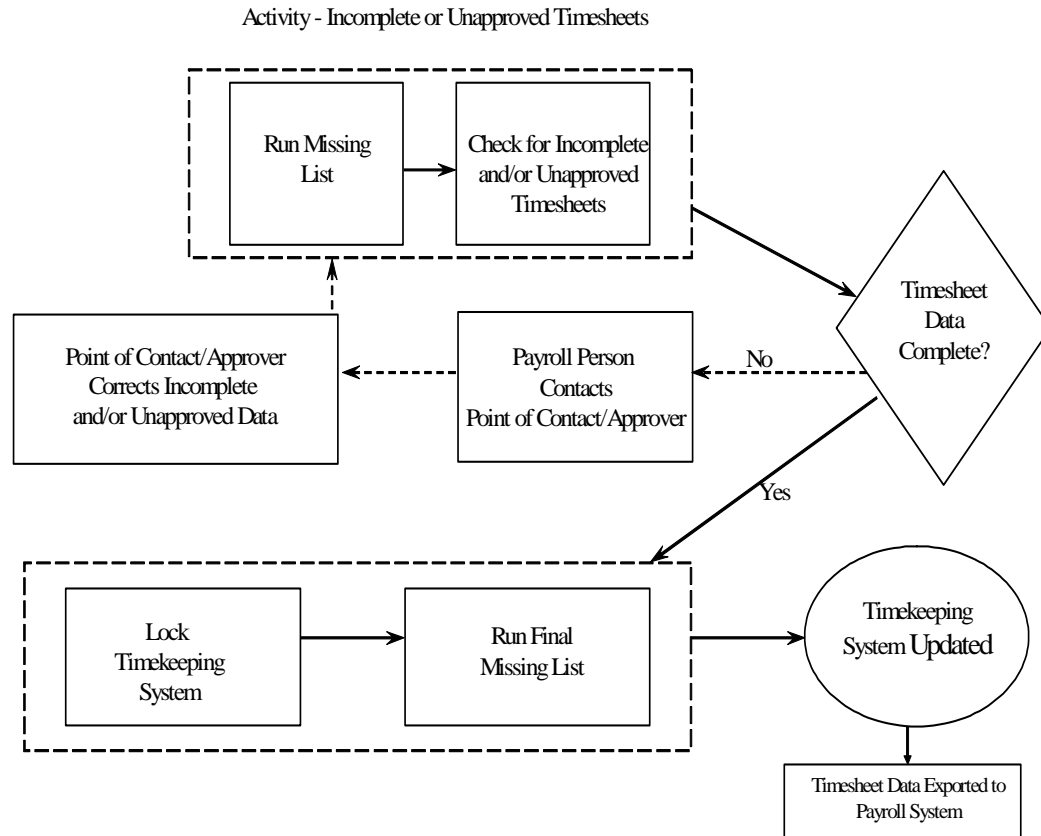 Activity - Incomplete or Unapproved Timesheets
Run Missing
List
Check for Incomplete
and/or Unapproved
Timesheets
Timesheet
Data
Complete?
No
Payroll Person
Contacts
Point of Contact/Approver
Point of Contact/Approver
Corrects Incomplete
and/or Unapproved Data
Yes
Lock
Timekeeping
System
Run Final
Missing List
Timekeeping
System Updated
Timesheet Data Exported to
Payroll System